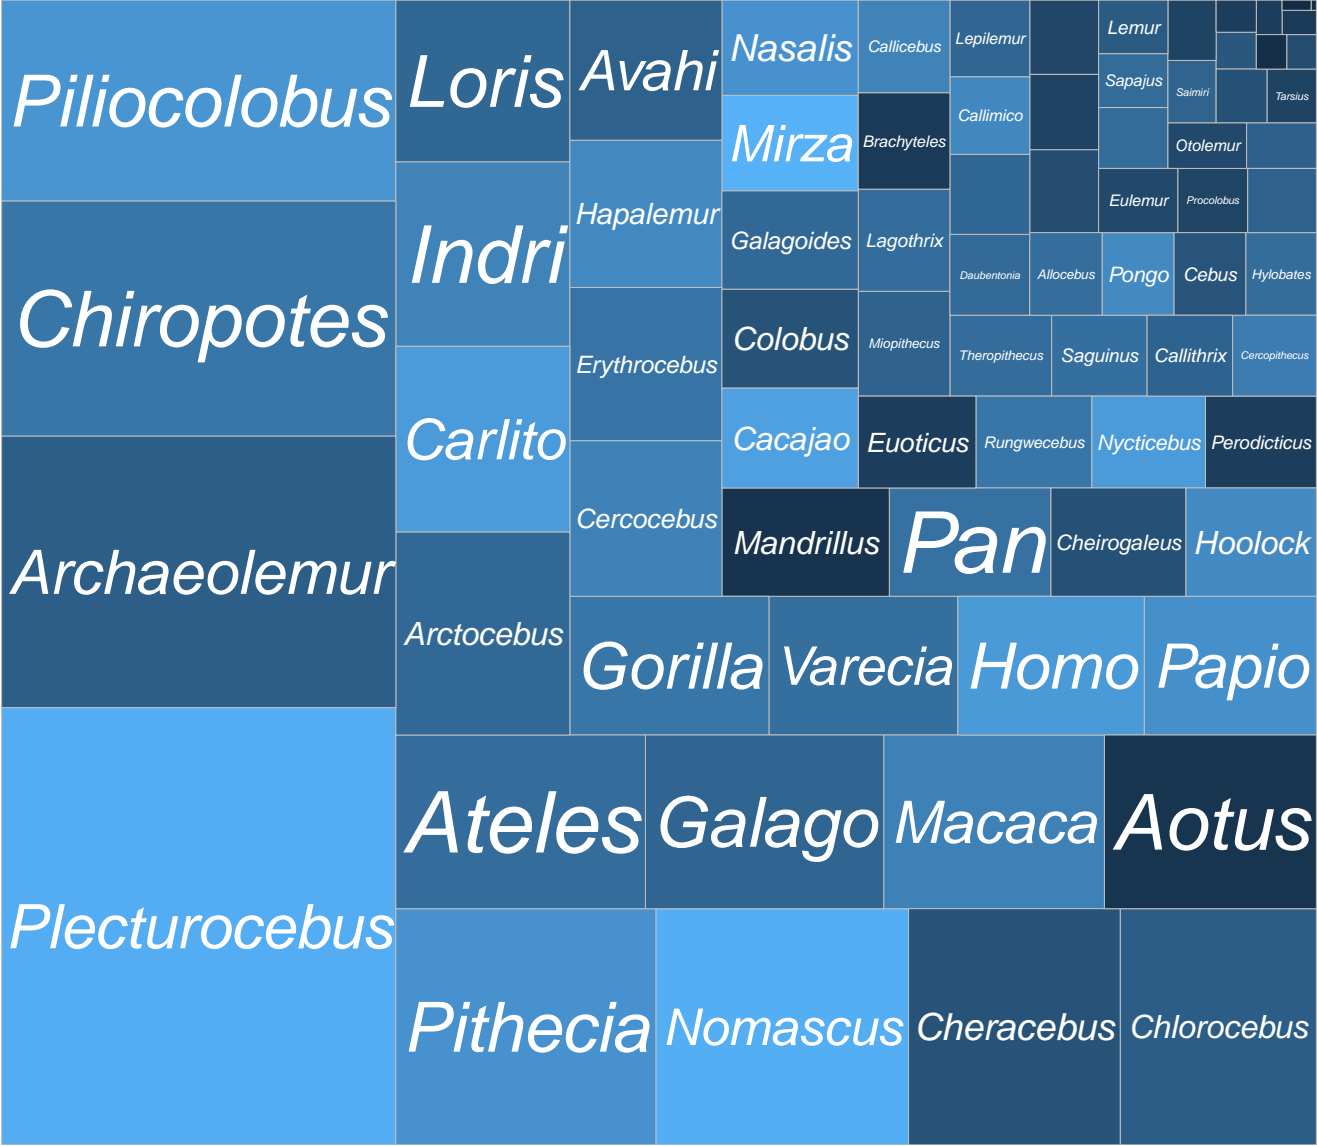 Piliocolobus
Chiropotes
Archaeolemur
Plecturocebus
Loris
Indri
Carlito
Arctocebus
Avahi
Hapalemur
Erythrocebus
Cercocebus
Nasalis
Mirza
Galagoides
Colobus
Cacajao
Callicebus
Brachyteles
Lagothrix
Miopithecus
Lepilemur
Callimico
Daubentonia
Allocebus
Pongo
Cebus
Hylobates
Lemur
Sapajus
Saimiri
Tarsius
Otolemur
Eulemur
Procolobus
Theropithecus
Saguinus
Callithrix
Cercopithecus
Euoticus
Rungwecebus
Nycticebus
Perodicticus
Mandrillus
Pan
Cheirogaleus
Hoolock
Gorilla
Varecia
Homo
Papio
Ateles
Galago
Macaca
Aotus
Pithecia
Nomascus
Cheracebus
Chlorocebus